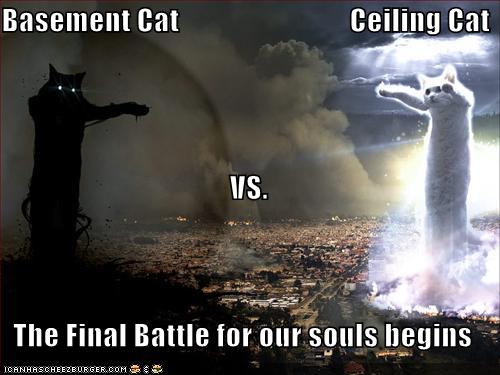 Basement Cat
Ceiling Cat
VS.
The Final Battle for our souls begins
ICANHASCHEEZBURGER.COM